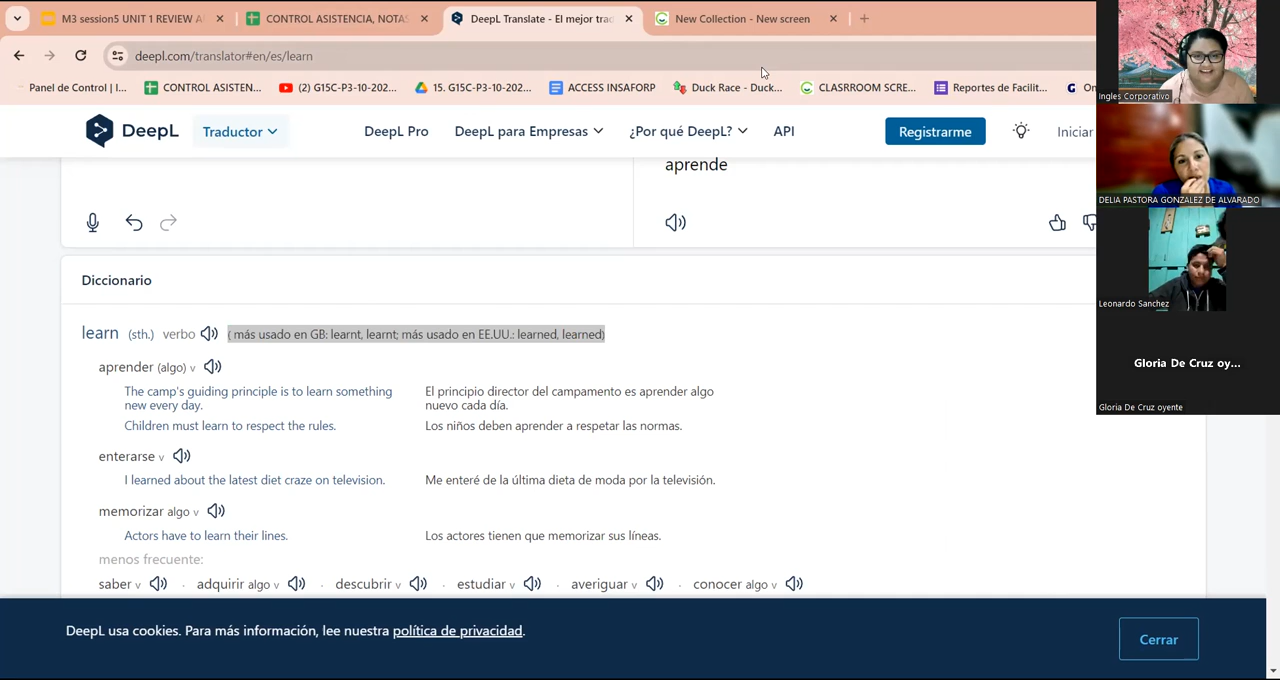 M3 session5 UNIT 1 REVIEW A
CONTROL ASISTENCIA, NOTAS
DeepL Translate - El mejor trad
New Collection - New screen
deepl.com/translator#en/es/learn
Panel de Control | I...
CONTROL ASISTEN...
(2) G15C-P3-10-202...
15. G15C-P3-10-202...
ACCESS INSAFORP
Duck Race - Duck...
CLASRROOM SCRE...
Reportes de Facilit...
On
DeepL
Traductor
DeepL Pro
DeepL para Empresas
¿Por qué DeepL?
API
Registrarme
Iniciar
aprende
Diccionario
learn (sth.) verbo ( más usado en GB: learnt, learnt; más usado en EE.UU.: learned, learned)
aprender (algo) v
The camp's guiding principle is to learn something
new every day.
El principio director del campamento es aprender algo
nuevo cada día.
Children must learn to respect the rules.
Los niños deben aprender a respetar las normas.
enterarse v
I learned about the latest diet craze on television.
Me enteré de la última dieta de moda por la televisión.
memorizar algo v
Actors have to learn their lines.
Los actores tienen que memorizar sus líneas.
menos frecuente:
saber v · adquirir algo v · descubrir v · estudiar v · averiguar v · conocer algo v
DeepL usa cookies. Para más información, lee nuestra política de privacidad.
Cerrar
Ingles Corporativo
DELIA PASTORA GONZALEZ DE ALVARADO
Leonardo Sanchez
Gloria De Cruz oy...
Gloria De Cruz oyente